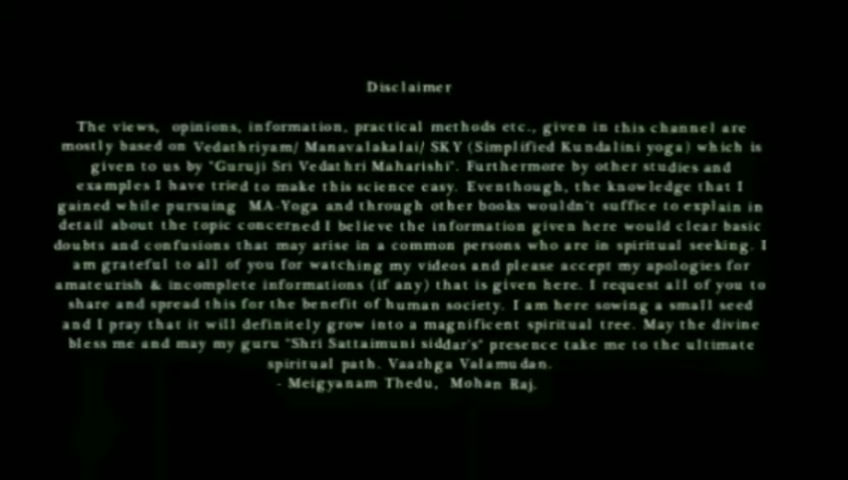 Disclaimer
The views, opinions, information, practical methods etc., given in this channel are
mostly based on Vedathriyam/ Manavalakalai/ SKY (Simplified Kundalini yoga) which is
given to us by "Guruji Sri Vedathri Maharishi". Furthermore by other studies and
examples I have tried to make this science easy. Eventhough, the knowledge that I
gained while pursuing MA-Yoga and through other books wouldn't suffice to explain in
detail about the topic concerned I believe the information given here would clear basic
doubts and confusions that may arise in a common persons who are in spiritual seeking. I
am grateful to all of you for watching my videos and please accept my apologies for
amateurish & incomplete informations (if any) that is given here. I request all of you to
share and spread this for the benefit of human society. I am here sowing a small seed
and I pray that it will definitely grow into a magnificent spiritual tree. May the divine
bless me and may my guru "Shri Sattaimuni siddar's" presence take me to the ultimate
spiritual path. Vaazhga Valamudan.
- Meigyanam Thedu, Mohan Raj.